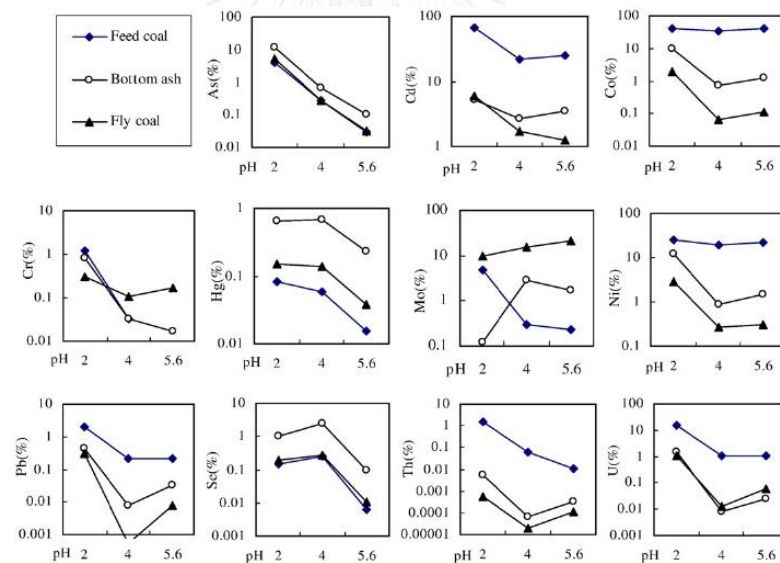 Feed coal
Bottom ash
Fly coal
As(%)
100
10
1
0.1
0.01
pH 2 4 5.6
Cd(%)
100
10
1
pH 2 4 5.6
Co(%)
100
10
1
0.1
0.01
pH 2 4 5.6
Cr(%)
10
1
0.1
0.01
pH 2 4 5.6
Hg(%)
1
0.1
0.01
pH 2 4 5.6
Mo(%)
100
10
1
0.1
pH 2 4 5.6
Ni(%)
100
10
1
0.1
pH 2 4 5.6
Pb(%)
10
1
0.1
0.01
0.001
pH 2 4 5.6
Se(%)
10
1
0.1
0.01
0.001
pH 2 4 5.6
Th(%)
10
1
0.1
0.01
0.001
0.0001
0.00001
pH 2 4 5.6
U(%)
100
10
1
0.1
0.01
0.001
pH 2 4 5.6